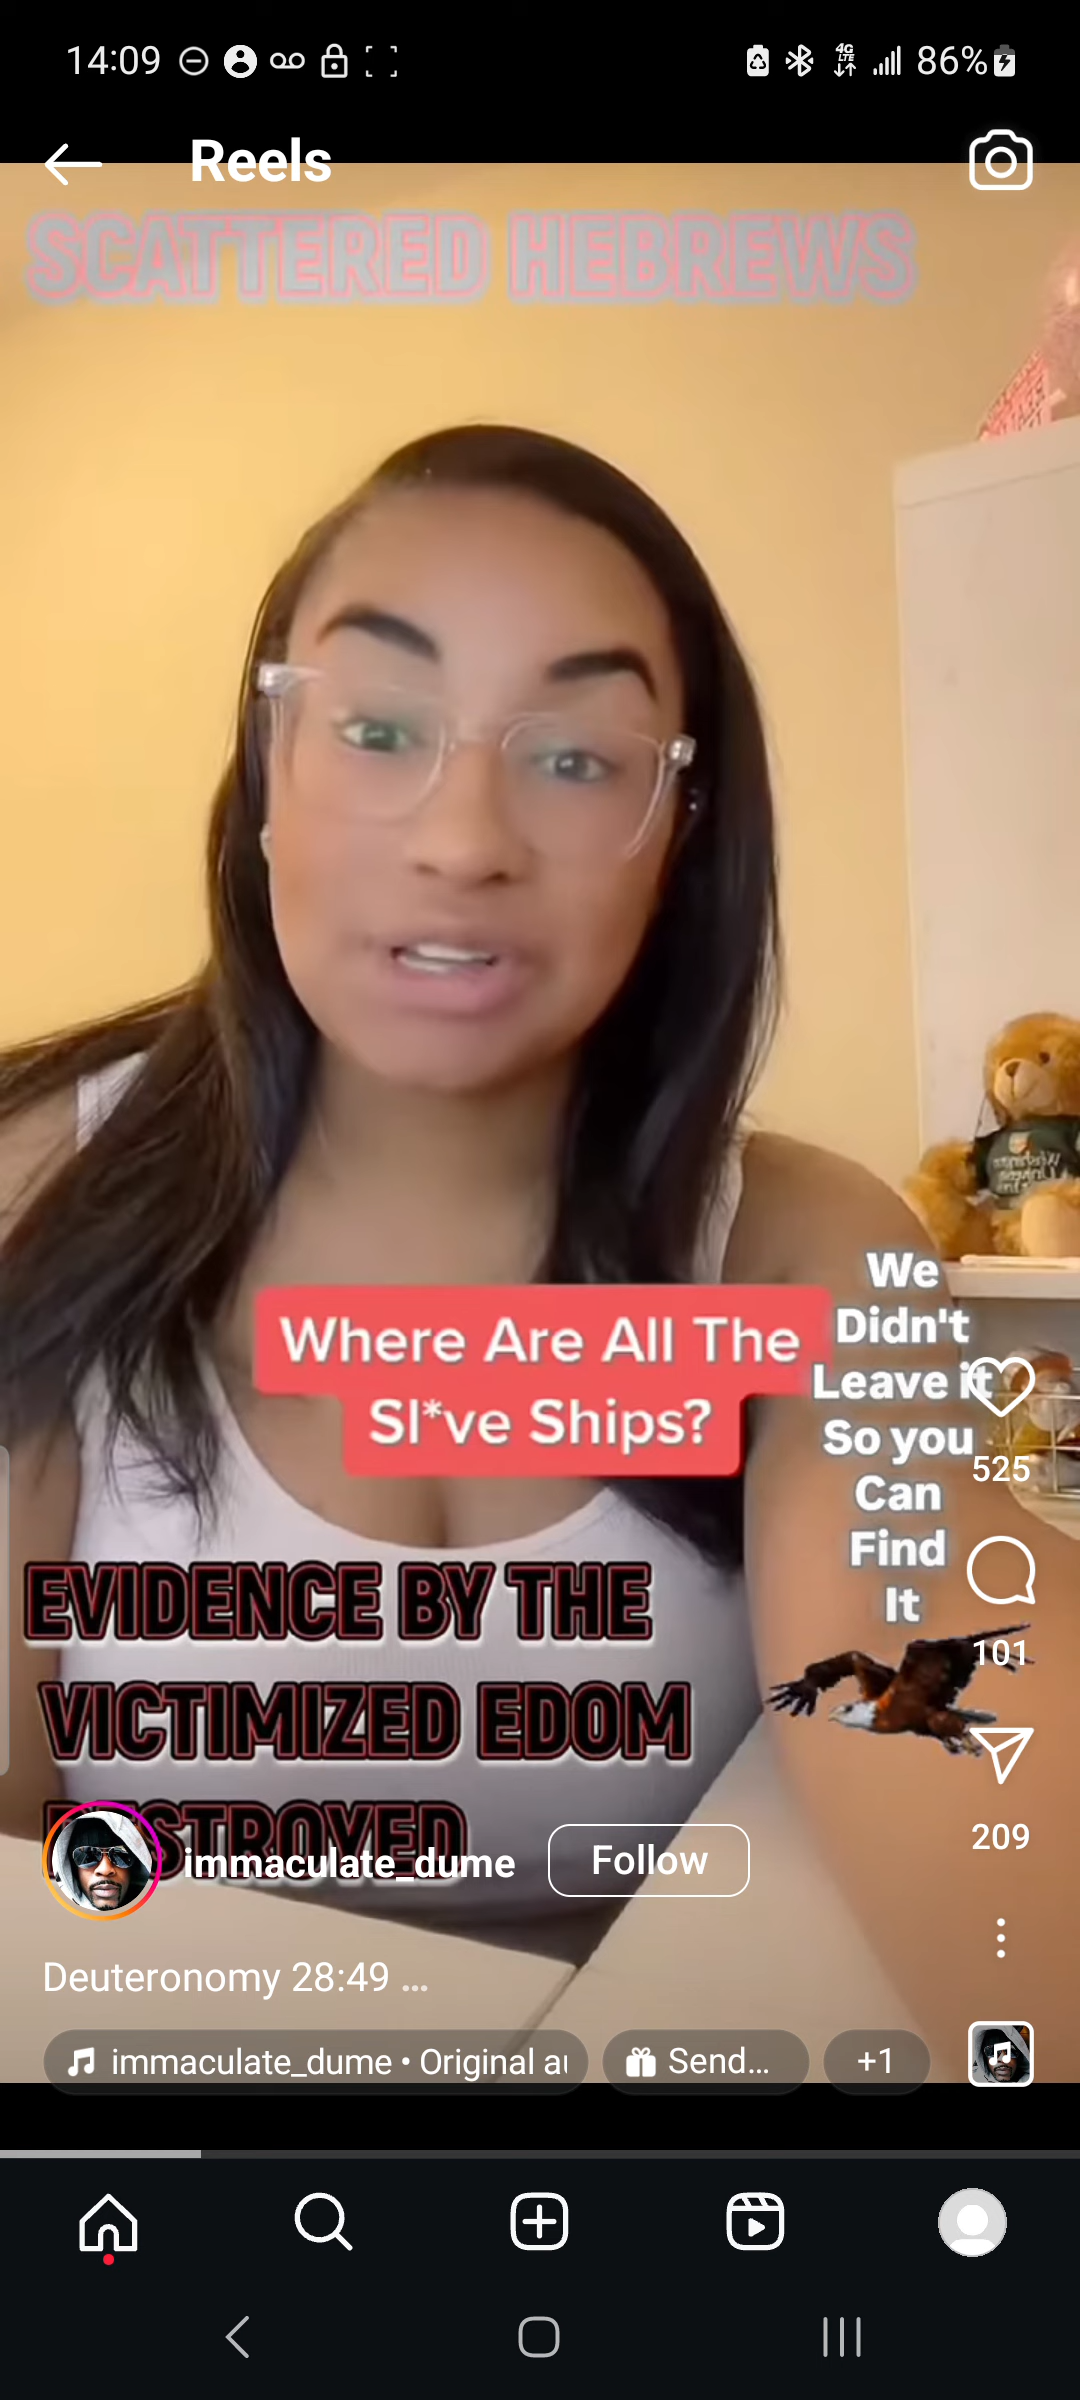 14:09
4G
LTE
86%
Reels
SCATTERED HEBREWS
Where Are All The
Sl*ve Ships?
We
Didn't
Leave it
So you
Can
Find
It
525
101
209
EVIDENCE BY THE
VICTIMIZED EDOM
DESTROYED
immaculate_dume
Follow
Deuteronomy 28:49 ...
immaculate_dume • Original au
Send...
+1